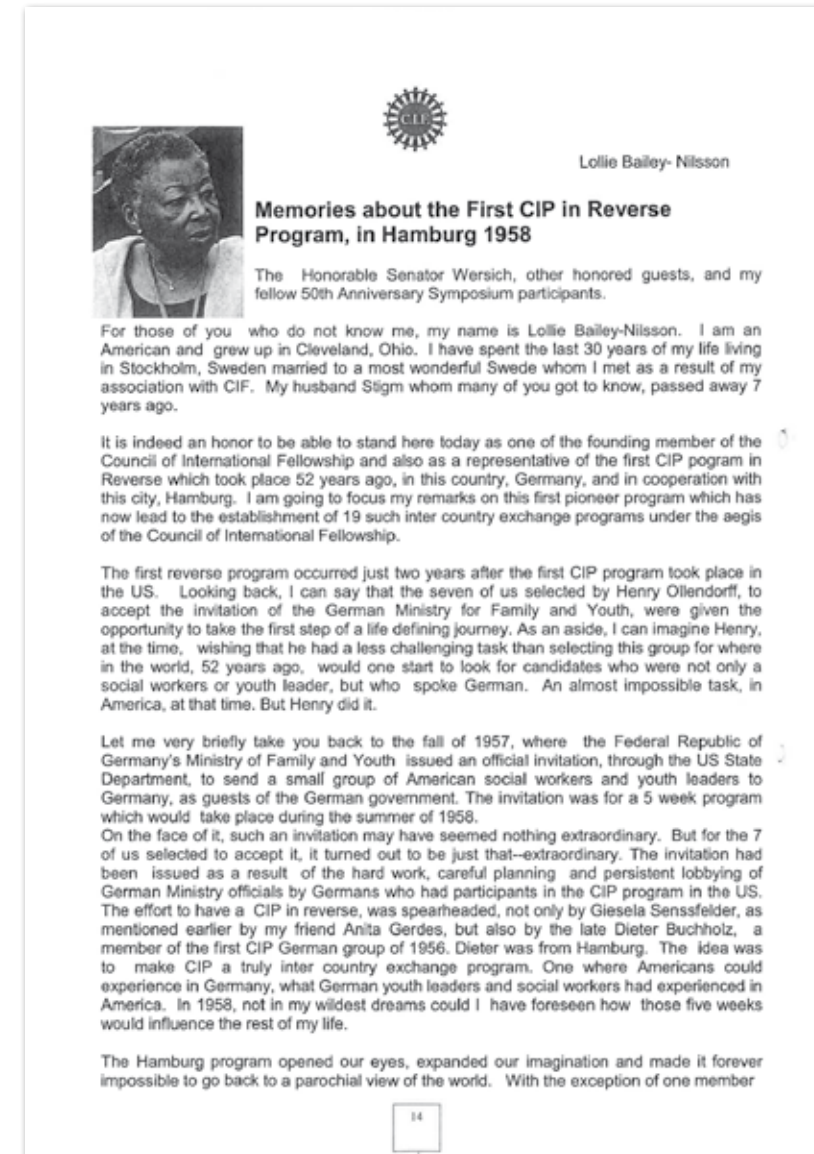 C.I.F.
Lollie Bailey- Nilsson
Memories about the First CIP in Reverse
Program, in Hamburg 1958
The Honorable Senator Wersich, other honored guests, and my
fellow 50th Anniversary Symposium participants.
For those of you who do not know me, my name is Lollie Bailey-Nilsson. I am an
American and grew up in Cleveland, Ohio. I have spent the last 30 years of my life living
in Stockholm, Sweden married to a most wonderful Swede whom I met as a result of my
association with CIF. My husband Stigm whom many of you got to know, passed away 7
years ago.
It is indeed an honor to be able to stand here today as one of the founding member of the
Council of International Fellowship and also as a representative of the first CIP pogram in
Reverse which took place 52 years ago, in this country, Germany, and in cooperation with
this city, Hamburg. I am going to focus my remarks on this first pioneer program which has
now lead to the establishment of 19 such inter country exchange programs under the aegis
of the Council of International Fellowship.
The first reverse program occurred just two years after the first CIP program took place in
the US. Looking back, I can say that the seven of us selected by Henry Ollendorff, to
accept the invitation of the German Ministry for Family and Youth, were given the
opportunity to take the first step of a life defining journey. As an aside, I can imagine Henry,
at the time, wishing that he had a less challenging task than selecting this group for where
in the world, 52 years ago, would one start to look for candidates who were not only a
social workers or youth leader, but who spoke German. An almost impossible task, in
America, at that time. But Henry did it.
Let me very briefly take you back to the fall of 1957, where the Federal Republic of
Germany's Ministry of Family and Youth issued an official invitation, through the US State
Department, to send a small group of American social workers and youth leaders to
Germany, as guests of the German government. The invitation was for a 5 week program
which would take place during the summer of 1958.
On the face of it, such an invitation may have seemed nothing extraordinary. But for the 7
of us selected to accept it, it turned out to be just that--extraordinary. The invitation had
been issued as a result of the hard work, careful planning and persistent lobbying of
German Ministry officials by Germans who had participants in the CIP program in the US.
The effort to have a CIP in reverse, was spearheaded, not only by Giesela Senssfelder, as
mentioned earlier by my friend Anita Gerdes, but also by the late Dieter Buchholz, a
member of the first CIP German group of 1956. Dieter was from Hamburg. The idea was
to make CIP a truly inter country exchange program. One where Americans could
experience in Germany, what German youth leaders and social workers had experienced in
America. In 1958, not in my wildest dreams could I have foreseen how those five weeks
would influence the rest of my life.
The Hamburg program opened our eyes, expanded our imagination and made it forever
impossible to go back to a parochial view of the world. With the exception of one member
14